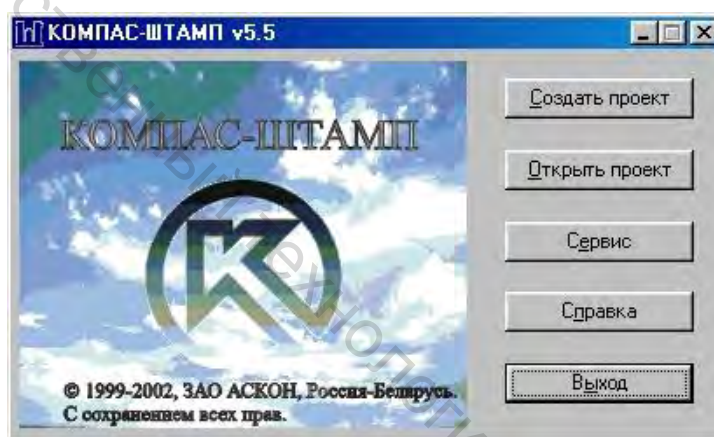 КОМПАС-ШТАМП v5.5
КОМПАС-ШТАМП
Создать проект
Открыть проект
Сервис
Справка
Выход
© 1999-2002, ЗАО АСКОН, Россия-Беларусь.
С сохранением всех прав.